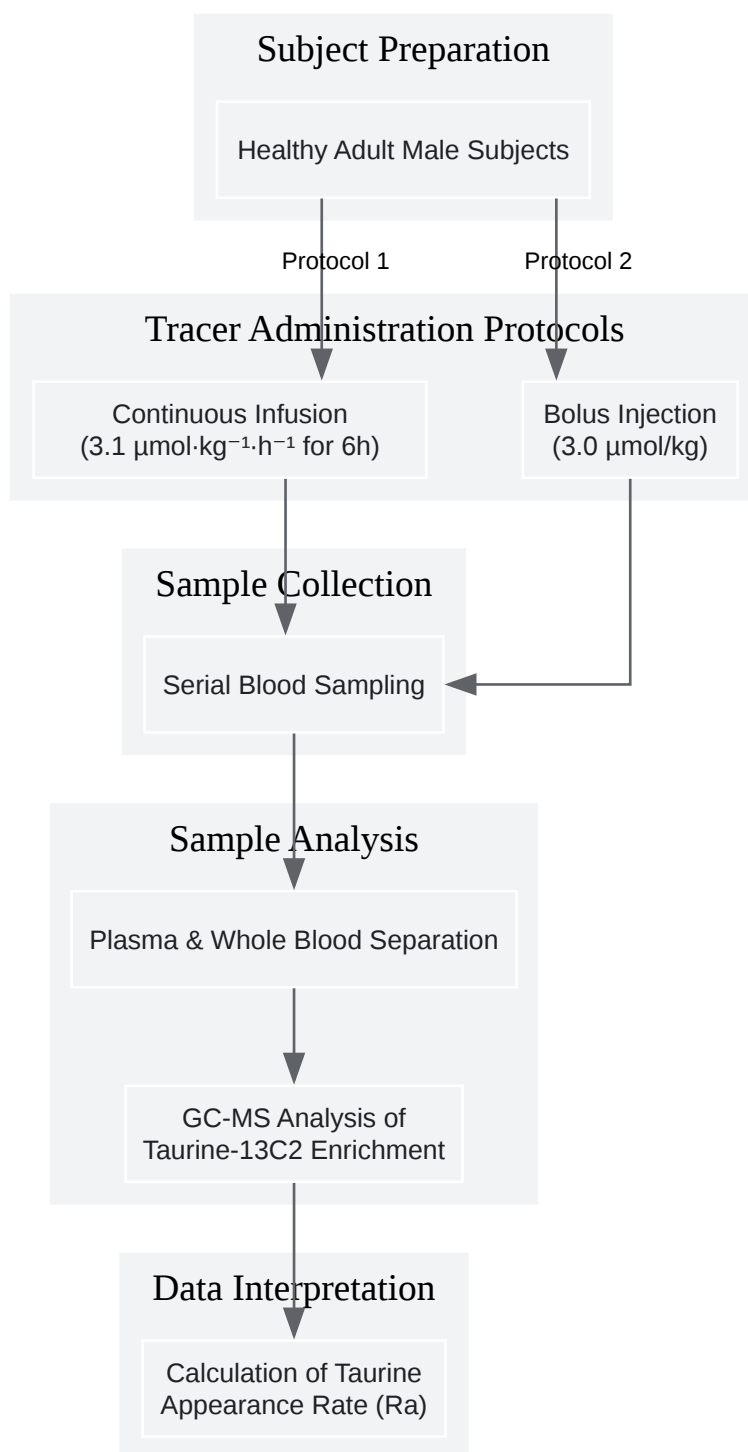 Subject Preparation
Healthy Adult Male Subjects
Protocol 1
Protocol 2
Tracer Administration Protocols
Continuous Infusion
(3.1 µmol·kg⁻¹·h⁻¹ for 6h)
Bolus Injection
(3.0 µmol/kg)
Sample Collection
Serial Blood Sampling
Sample Analysis
Plasma & Whole Blood Separation
GC-MS Analysis of
Taurine-13C2 Enrichment
Data Interpretation
Calculation of Taurine
Appearance Rate (Ra)